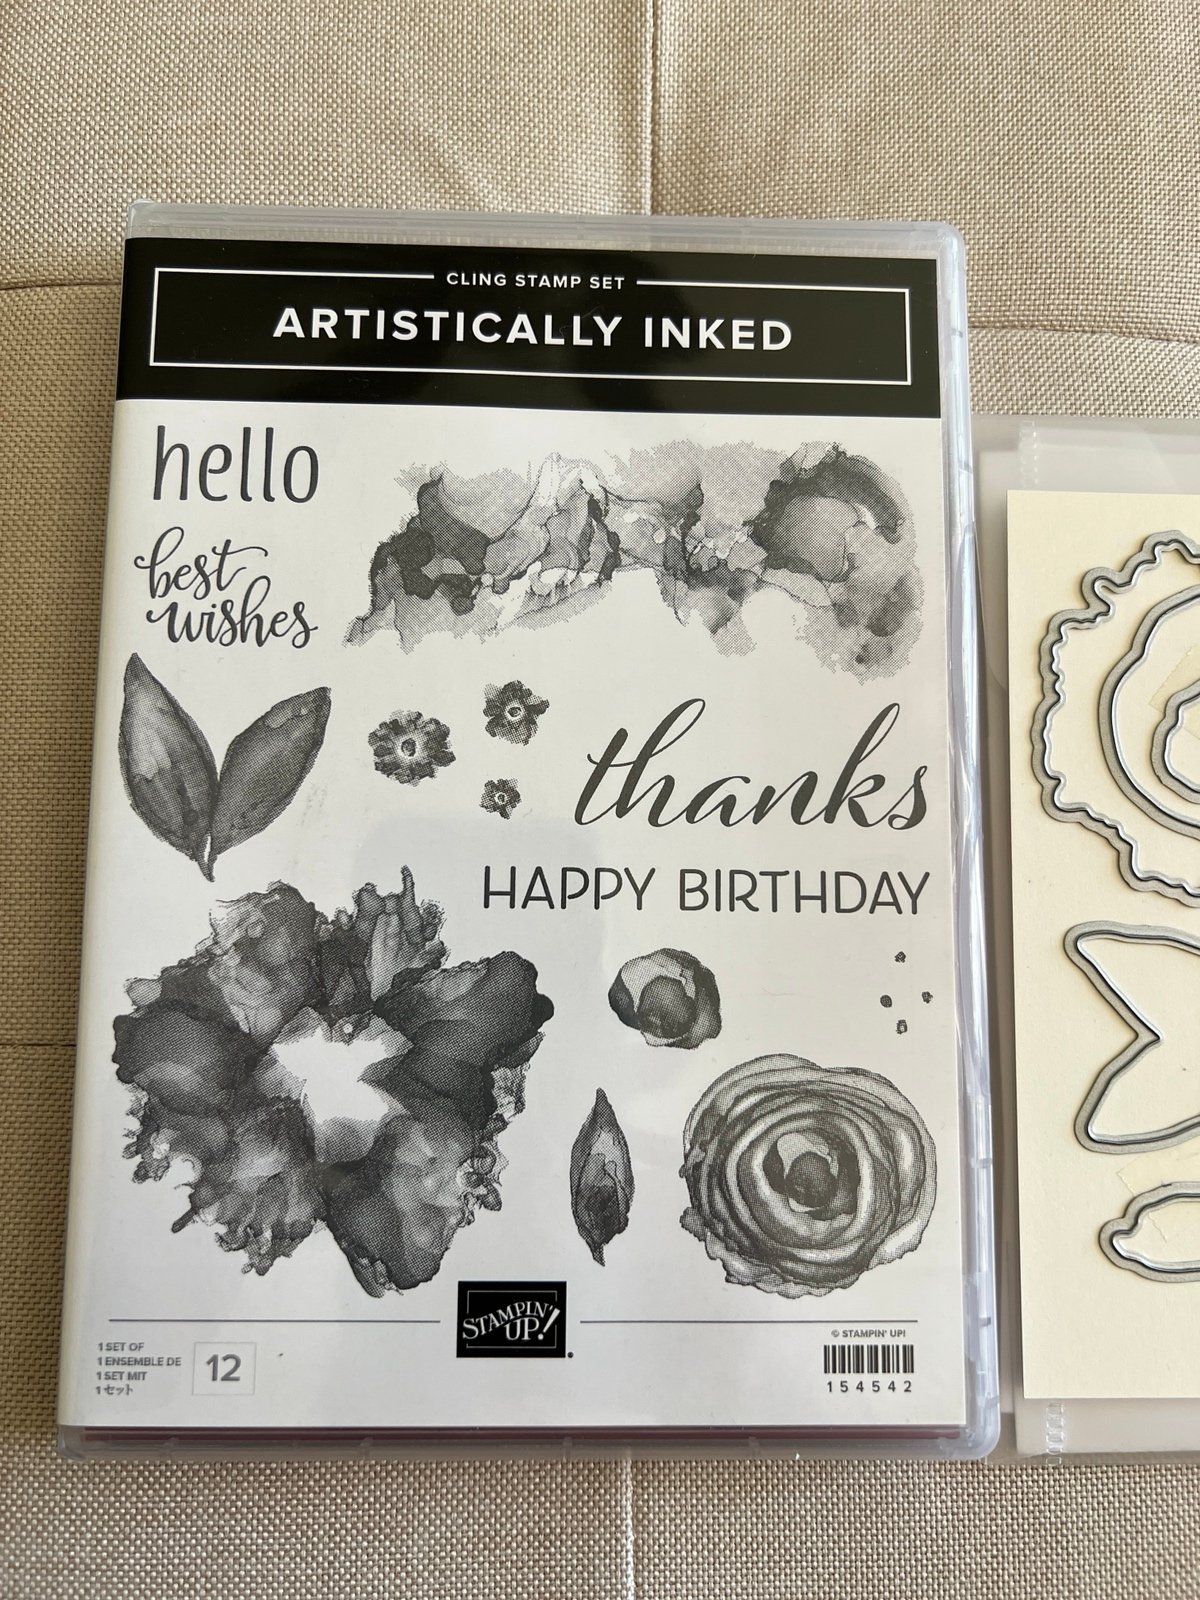 CLING STAMP SET
ARTISTICALLY INKED
hello
best
wishes
thanks
HAPPY BIRTHDAY
STAMPIN'
UP!
1 SET OF
1 ENSEMBLE DE
1 SET MIT
1 セット
12
© STAMPIN' UP!
154542